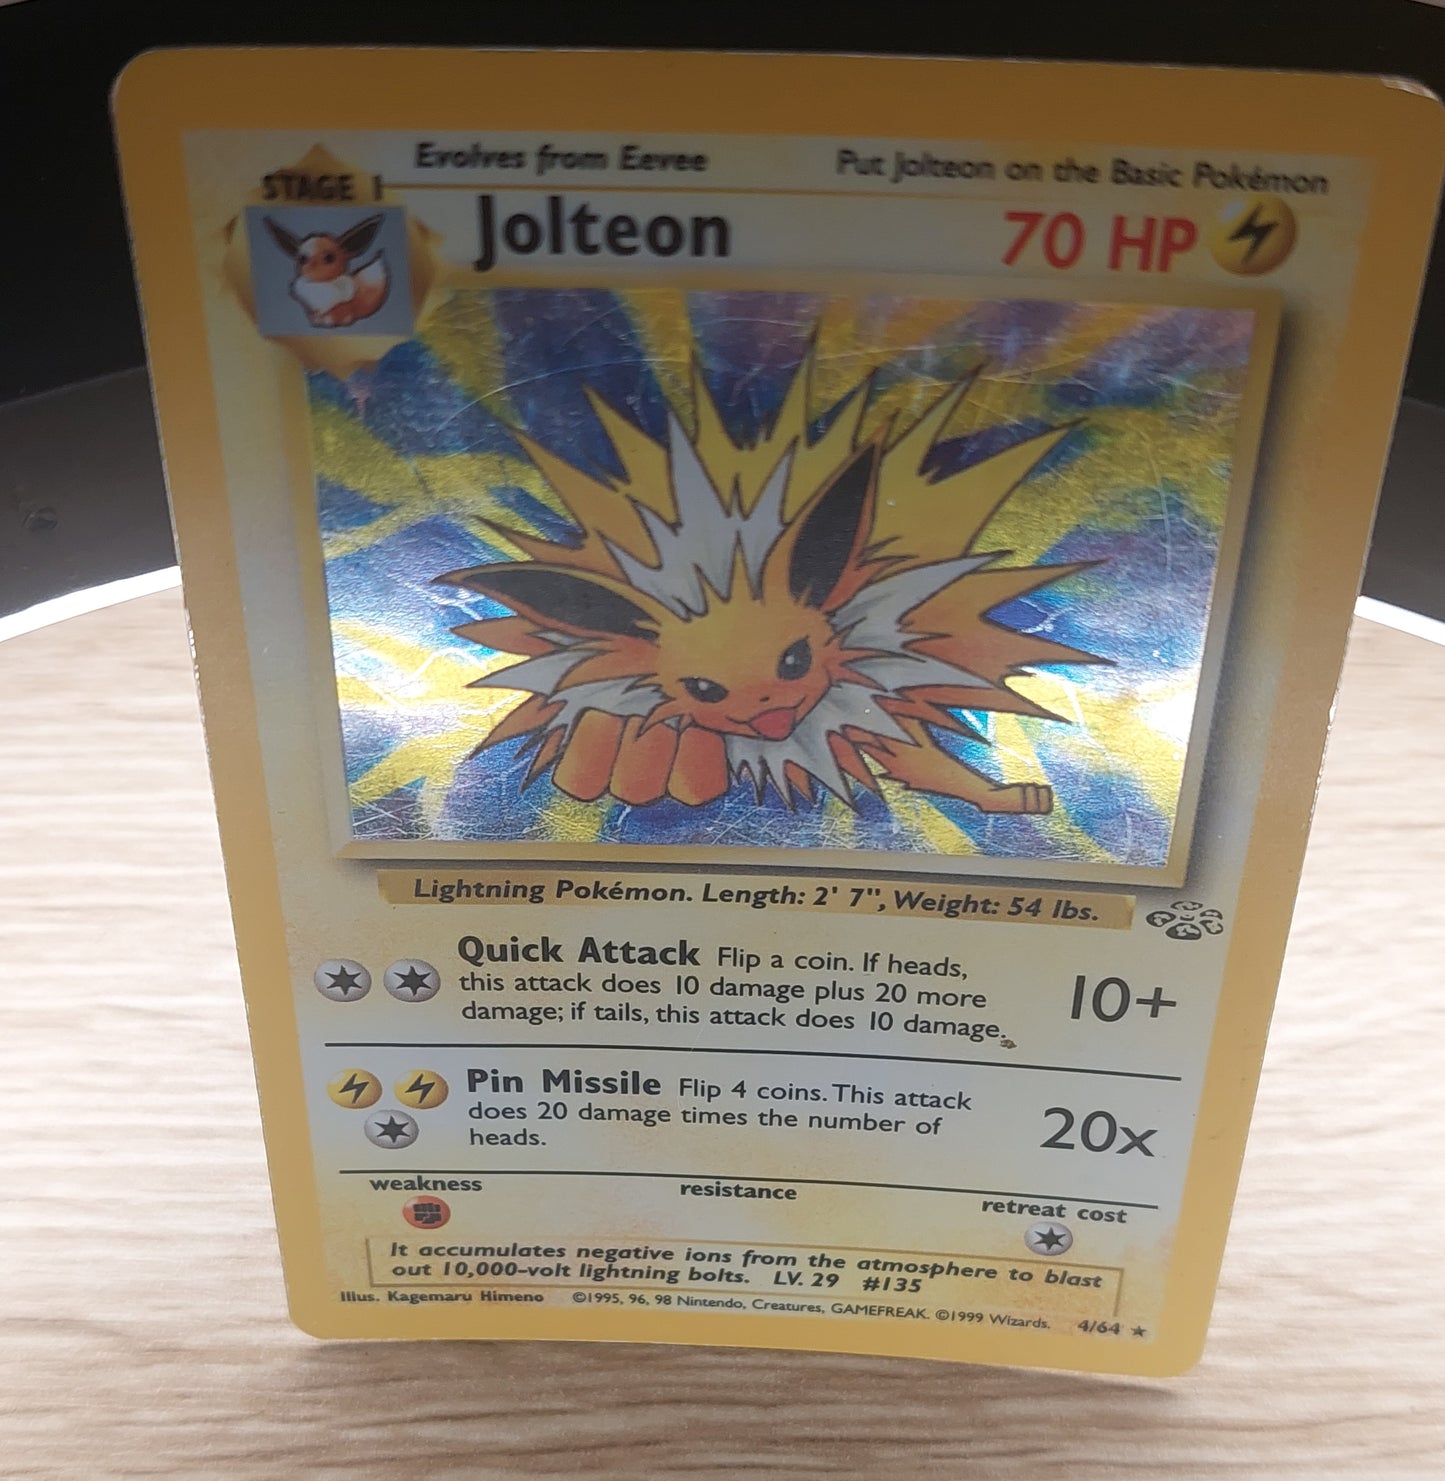 Evolves from Eevee Put Jolteon on the Basic Pokémon
STAGE 1
Jolteon 70 HP
Lightning Pokémon. Length: 2' 7", Weight: 54 lbs.
Quick Attack Flip a coin. If heads,
this attack does 10 damage plus 20 more
damage; if tails, this attack does 10 damage.
10+
Pin Missile Flip 4 coins. This attack
does 20 damage times the number of
heads.
20x
weakness resistance retreat cost
It accumulates negative ions from the atmosphere to blast
out 10,000-volt lightning bolts. LV. 29 #135
Illus. Kagemaru Himeno ©1995, 96, 98 Nintendo, Creatures, GAMEFREAK. ©1999 Wizards. 4/64 ★